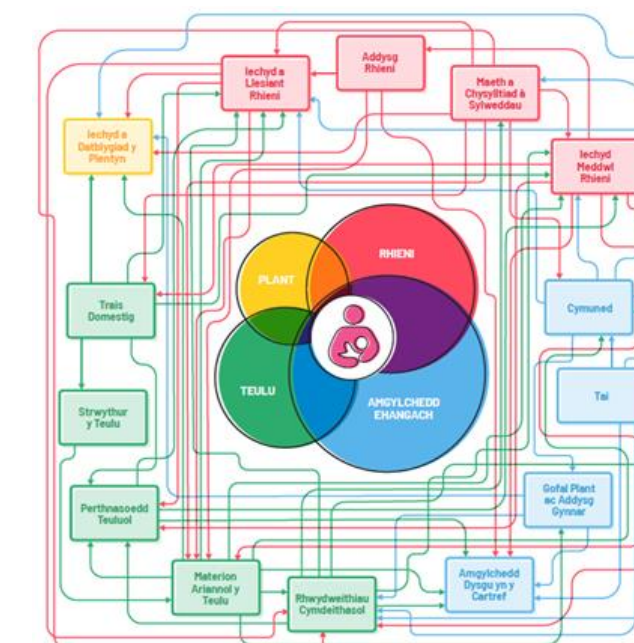 Addysg
Rhieni
Iechyd a
Llesiant
Rhieni
Maeth a
Chysylltiad â
Sylweddau
Iechyd a
Datblygiad y
Plentyn
Iechyd
Meddwl
Rhieni
RHIENI
PLANT
Trais
Domestig
Cymuned
TEULU
AMGYLCHEDD
EHANGACH
Strwythur
y Teulu
Tai
Perthnasoedd
Teuluol
Gofal Plant
ac Addysg
Gynnar
Materion
Ariannol y
Teulu
Rhwydweithiau
Cymdeithasol
Amgylchedd
Dysgu yn y
Cartref